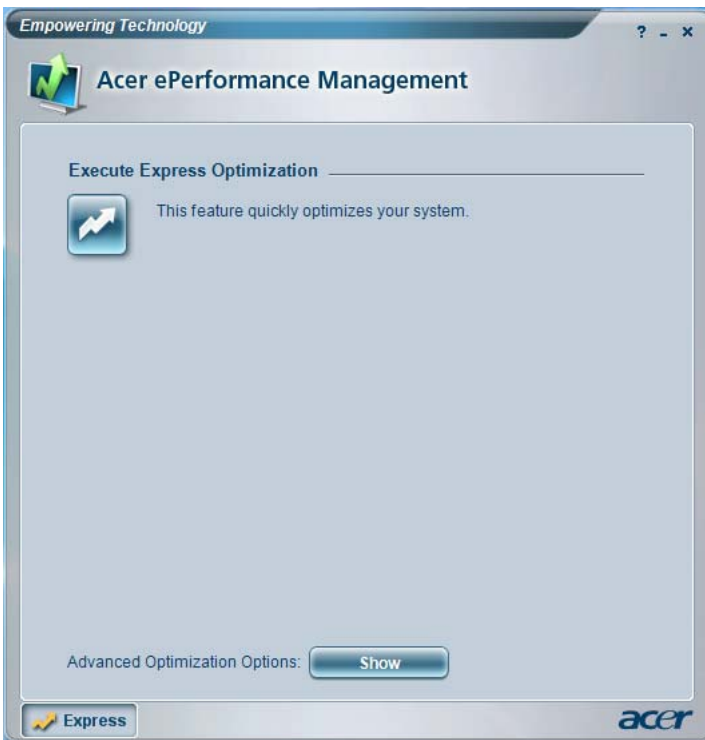 Empowering Technology
? - ×
Acer ePerformance Management
Execute Express Optimization
This feature quickly optimizes your system.
Advanced Optimization Options: Show
Express
acer